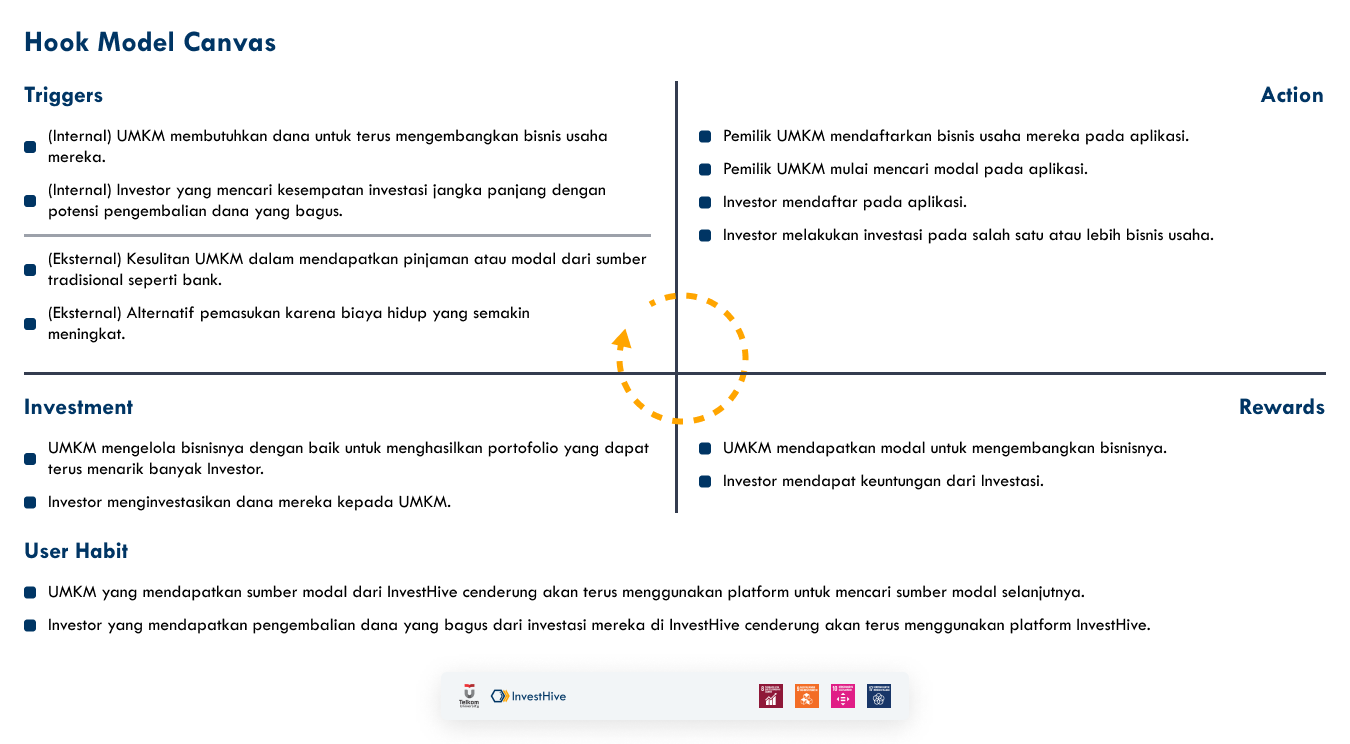 Hook Model Canvas
Triggers
(Internal) UMKM membutuhkan dana untuk terus mengembangkan bisnis usaha
mereka.
(Internal) Investor yang mencari kesempatan investasi jangka panjang dengan
potensi pengembalian dana yang bagus.
(Eksternal) Kesulitan UMKM dalam mendapatkan pinjaman atau modal dari sumber
tradisional seperti bank.
(Eksternal) Alternatif pemasukan karena biaya hidup yang semakin
meningkat.
Action
Pemilik UMKM mendaftarkan bisnis usaha mereka pada aplikasi.
Pemilik UMKM mulai mencari modal pada aplikasi.
Investor mendaftar pada aplikasi.
Investor melakukan investasi pada salah satu atau lebih bisnis usaha.
Investment
UMKM mengelola bisnisnya dengan baik untuk menghasilkan portofolio yang dapat
terus menarik banyak Investor.
Investor menginvestasikan dana mereka kepada UMKM.
Rewards
UMKM mendapatkan modal untuk mengembangkan bisnisnya.
Investor mendapat keuntungan dari Investasi.
User Habit
UMKM yang mendapatkan sumber modal dari InvestHive cenderung akan terus menggunakan platform untuk mencari sumber modal selanjutnya.
Investor yang mendapatkan pengembalian dana yang bagus dari investasi mereka di InvestHive cenderung akan terus menggunakan platform InvestHive.
Telkom
University
InvestHive
8
9
10
17